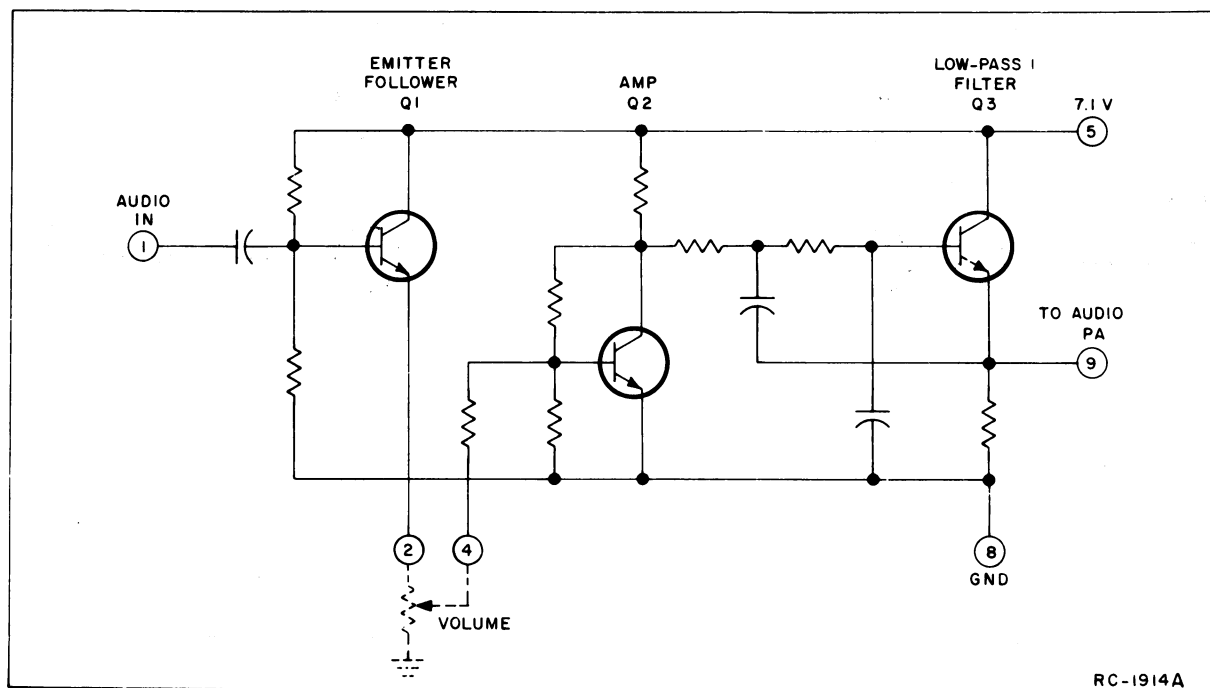 EMITTER
FOLLOWER
Q1
AMP
Q2
LOW-PASS
FILTER
Q3
7.1 V
5
AUDIO
IN
1
TO AUDIO
PA
9
2
4
8
GND
VOLUME
RC-1914A